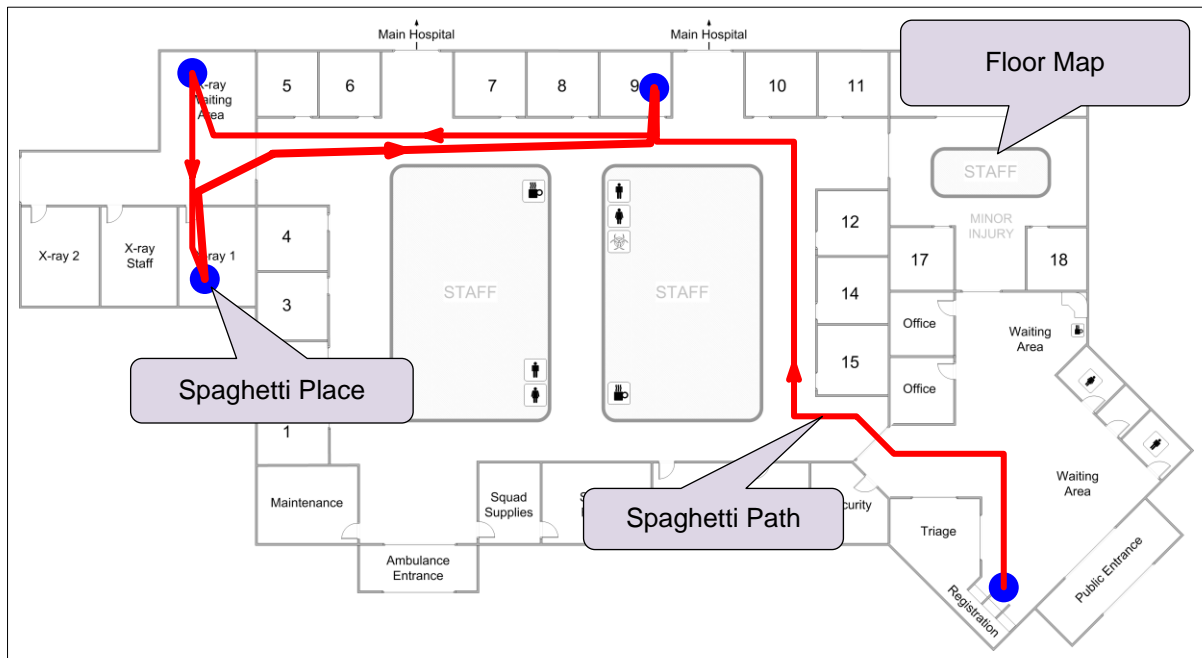 Main Hospital
Main Hospital
Floor Map
X-ray
Waiting
Area
5
6
7
8
9
10
11
STAFF
MINOR
INJURY
X-ray 2
X-ray
Staff
X-ray 1
4
3
1
STAFF
STAFF
12
14
15
17
18
Office
Office
Waiting
Area
Spaghetti Place
Maintenance
Squad
Supplies
Spaghetti Path
Waiting
Area
Triage
Ambulance
Entrance
Registration
Public Entrance